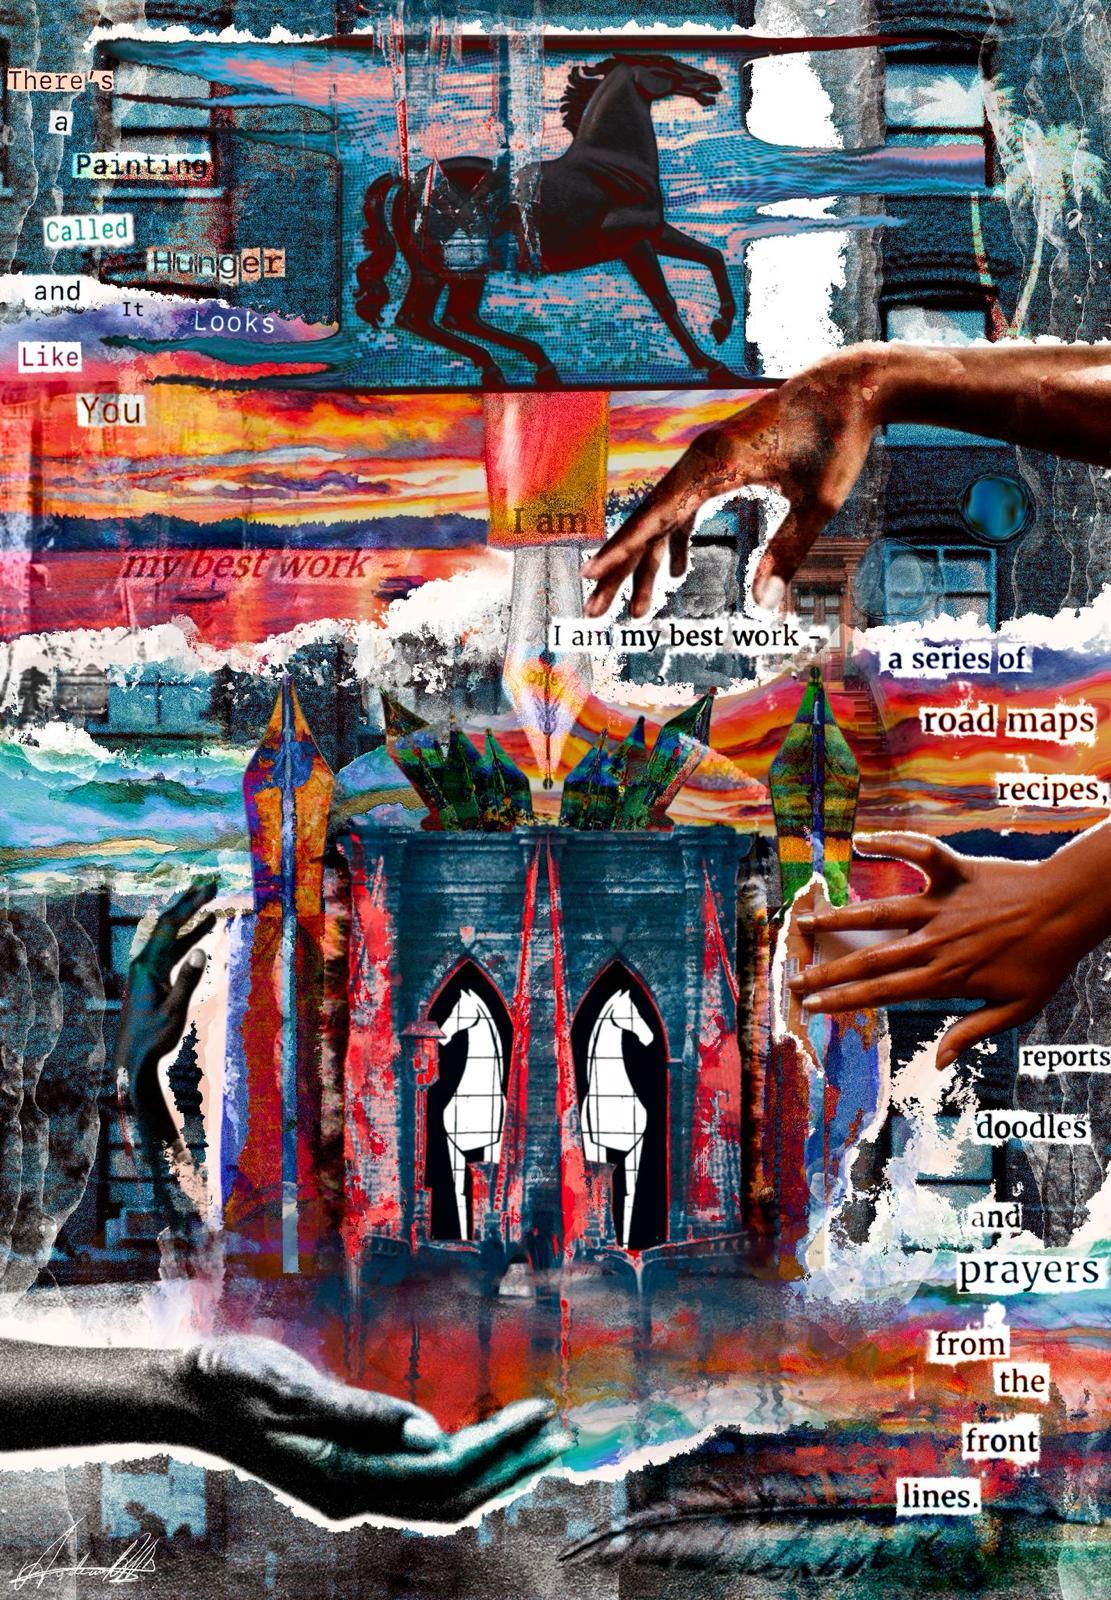 There's
a
Painting
Called
Hunger
and
It
Looks
Like
You
I am
my best work -
I am my best work -
a series of
road maps
recipes,
reports
doodles
and
prayers
from
the
front
lines.